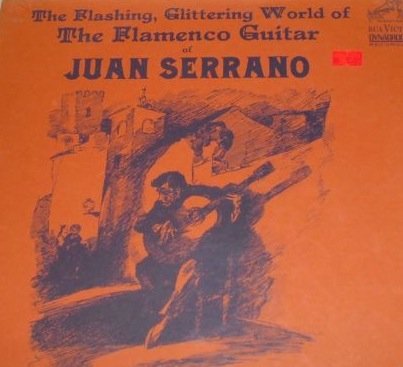 The Flashing, Glittering World of
The Flamenco Guitar
of
JUAN SERRANO